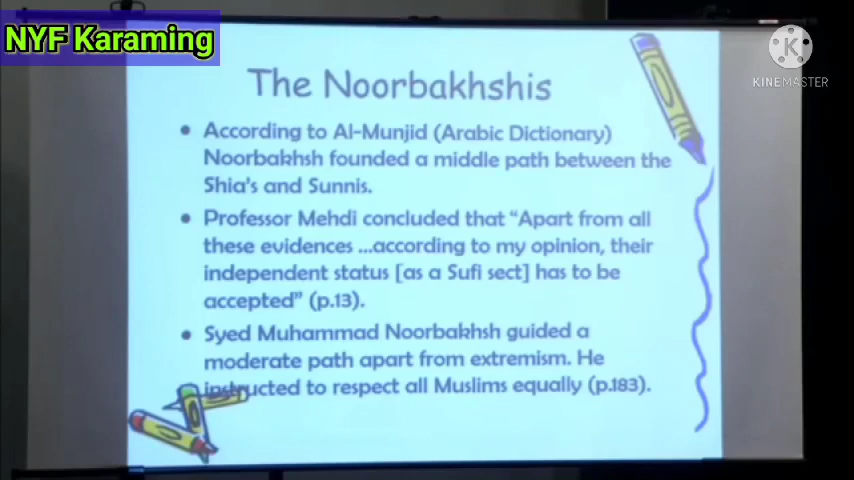 NYF Karaming
K
KINEMASTER
The Noorbakhshis
• According to Al-Munjid (Arabic Dictionary)
Noorbakhsh founded a middle path between the
Shia's and Sunnis.
• Professor Mehdi concluded that “Apart from all
these evidences ...according to my opinion, their
independent status [as a Sufi sect] has to be
accepted” (p.13).
• Syed Muhammad Noorbakhsh guided a
moderate path apart from extremism. He
instructed to respect all Muslims equally (p.183).